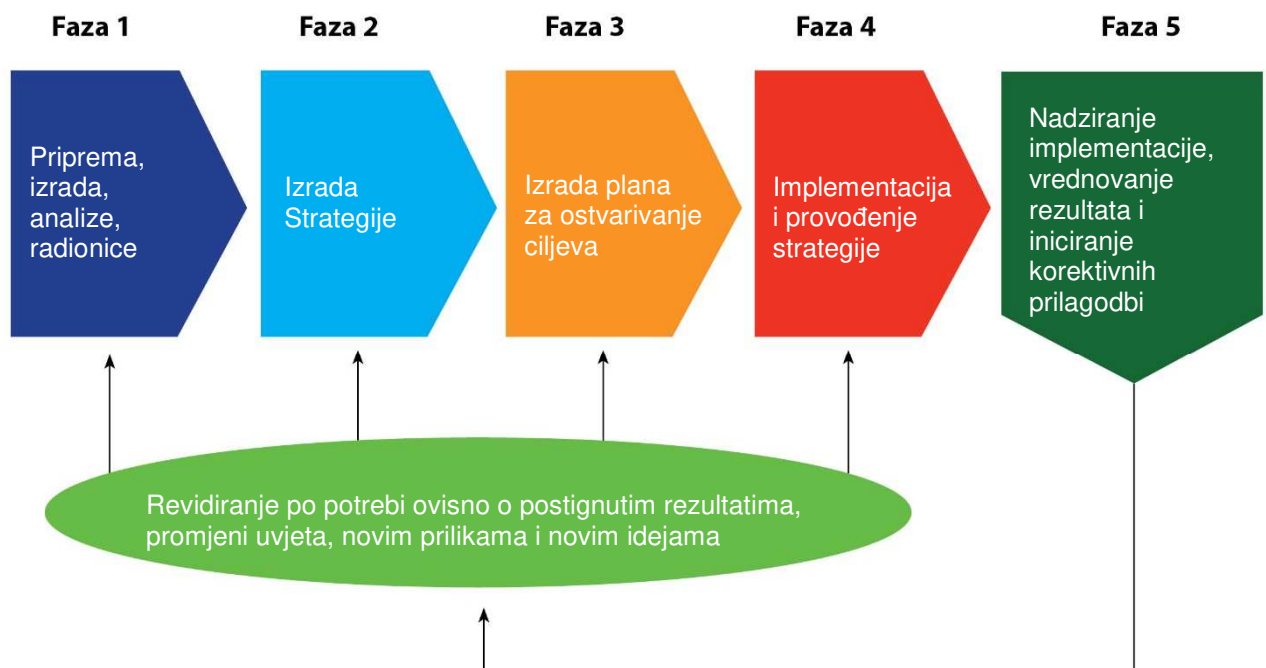 Faza 1
Faza 2
Faza 3
Faza 4
Faza 5
Priprema,
izrada,
analize,
radionice
Izrada
Strategije
Izrada plana
za ostvarivanje
ciljeva
Implementacija
i provođenje
strategije
Nadziranje
implementacije,
vrednovanje
rezultata i
iniciranje
korektivnih
prilagodbi
Revidiranje po potrebi ovisno o postignutim rezultatima,
promjeni uvjeta, novim prilikama i novim idejama